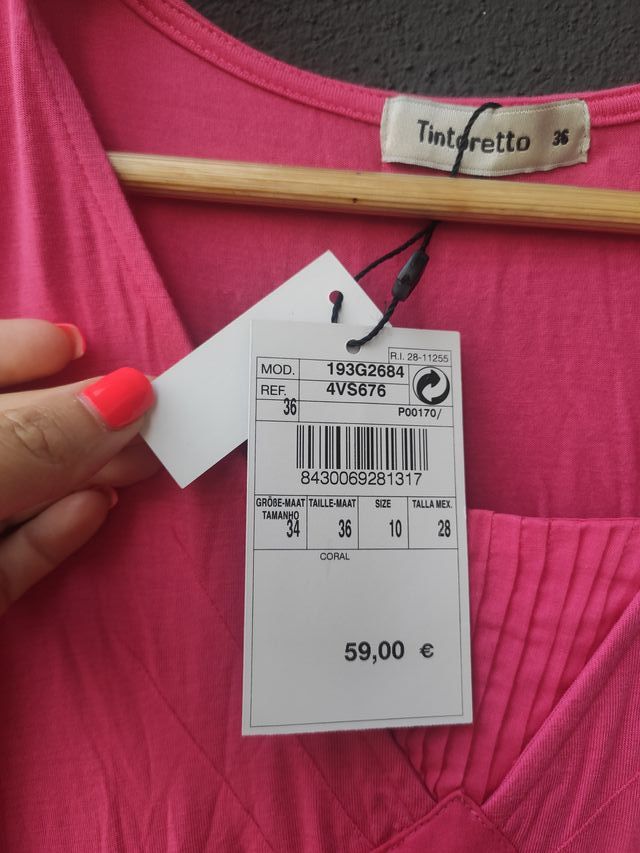 Tintoretto 36
R.I. 28-11255
MOD. 193G2684
REF. 4VS676
36 P00170/
8430069281317
GRÖßE-MAAT TAILLE-MAAT SIZE TALLA MEX.
TAMANHO
34 36 10 28
CORAL
59,00 €